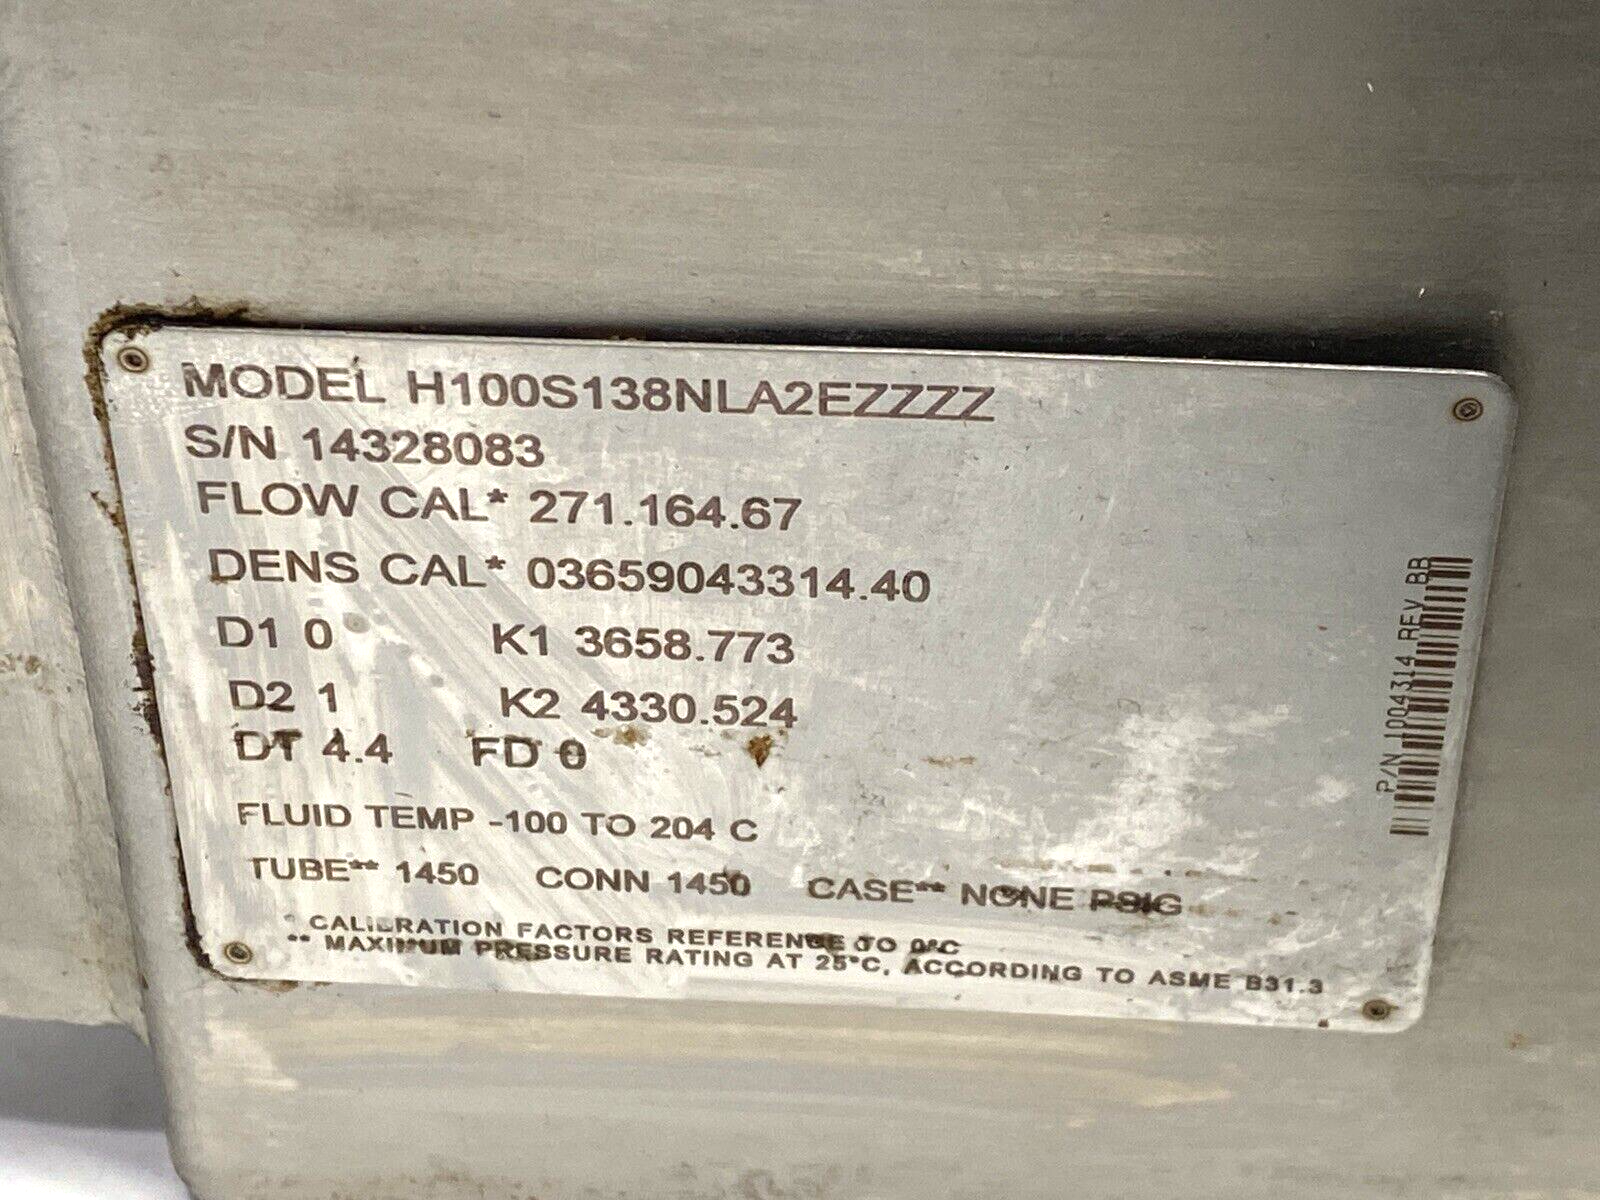 MODEL H100S138NLA2EZZZZ
S/N 14328083
FLOW CAL* 271.164.67
DENS CAL* 03659043314.40
D1 0 K1 3658.773
D2 1 K2 4330.524
DT 4.4 FD 0
FLUID TEMP -100 TO 204 C
TUBE** 1450 CONN 1450 CASE** NONE PSIG
* CALIBRATION FACTORS REFERENCE TO 0°C
** MAXIMUM PRESSURE RATING AT 25°C, ACCORDING TO ASME B31.3
P/N 1004314 REV BB